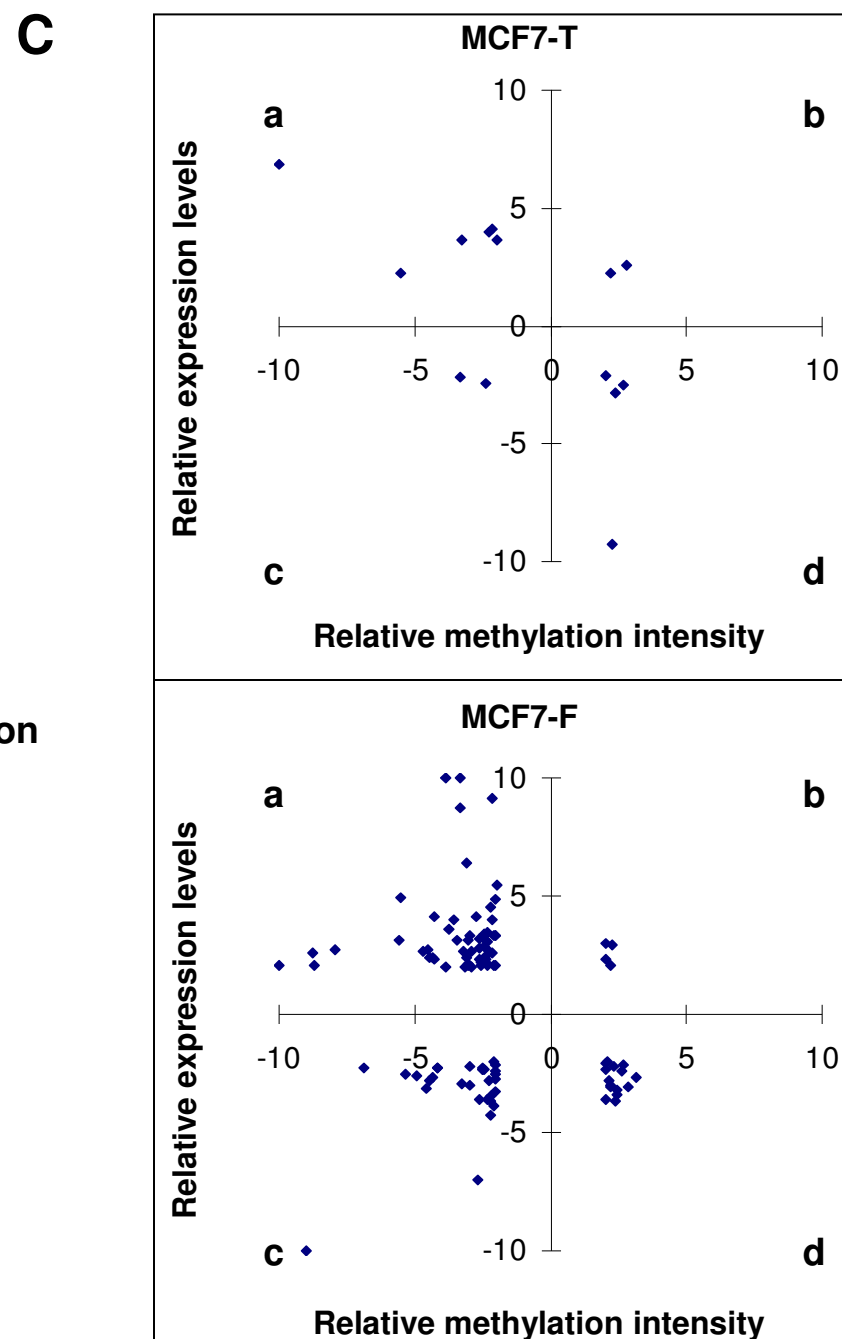 C
MCF7-T
10
a
b
Relative expression levels
5
0
-10
-5
0
5
10
-5
-10
c
d
Relative methylation intensity
on
MCF7-F
10
a
b
Relative expression levels
5
0
-10
-5
0
5
10
-5
-10
c
d
Relative methylation intensity